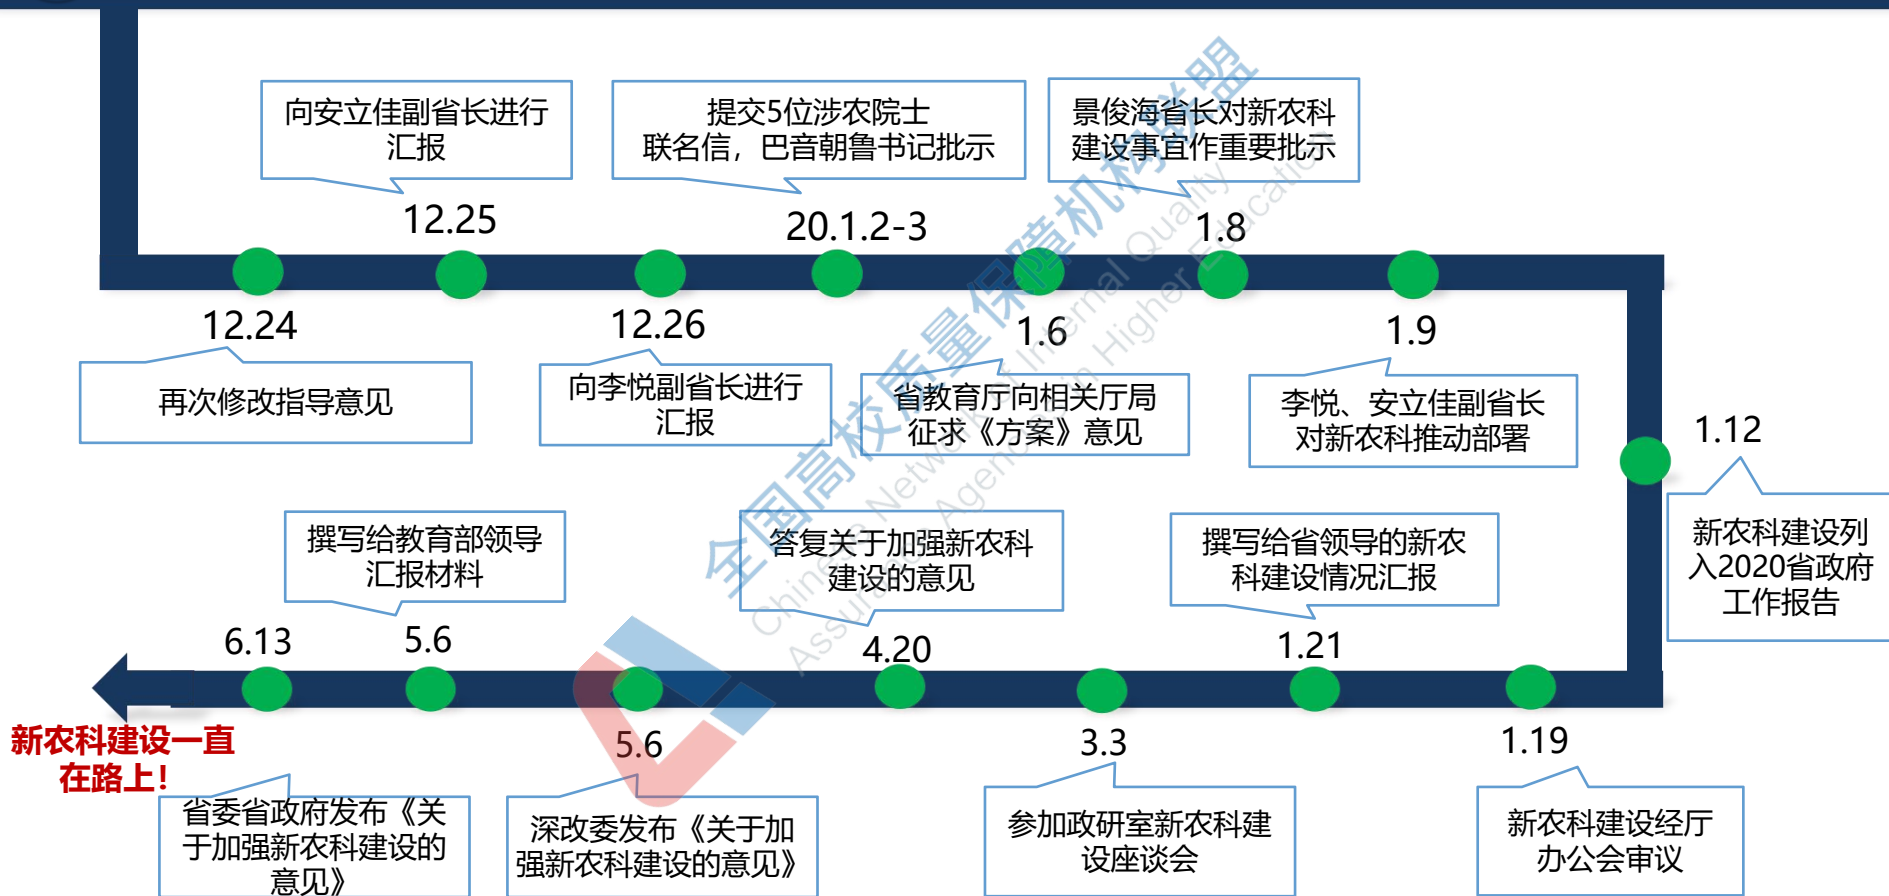 向安立佳副省长进行
汇报
提交5位涉农院士
联名信，巴音朝鲁书记批示
景俊海省长对新农科
建设事宜作重要批示
12.25
20.1.2-3
1.8
12.24
12.26
1.6
1.9
再次修改指导意见
向李悦副省长进行
汇报
省教育厅向相关厅局
征求《方案》意见
李悦、安立佳副省长
对新农科推动部署
1.12
新农科建设列
入2020省政府
工作报告
撰写给教育部领导
汇报材料
答复关于加强新农科
建设的意见
撰写给省领导的新农
科建设情况汇报
6.13
5.6
4.20
1.21
新农科建设一直
在路上！
5.6
3.3
1.19
省委省政府发布《关
于加强新农科建设的
意见》
深改委发布《关于加
强新农科建设的意见》
参加政研室新农科建
设座谈会
新农科建设经厅
办公会审议
全国高校质量保障机构联盟
Chinese Network of Internal Quality
Assurance Agencies in Higher Education